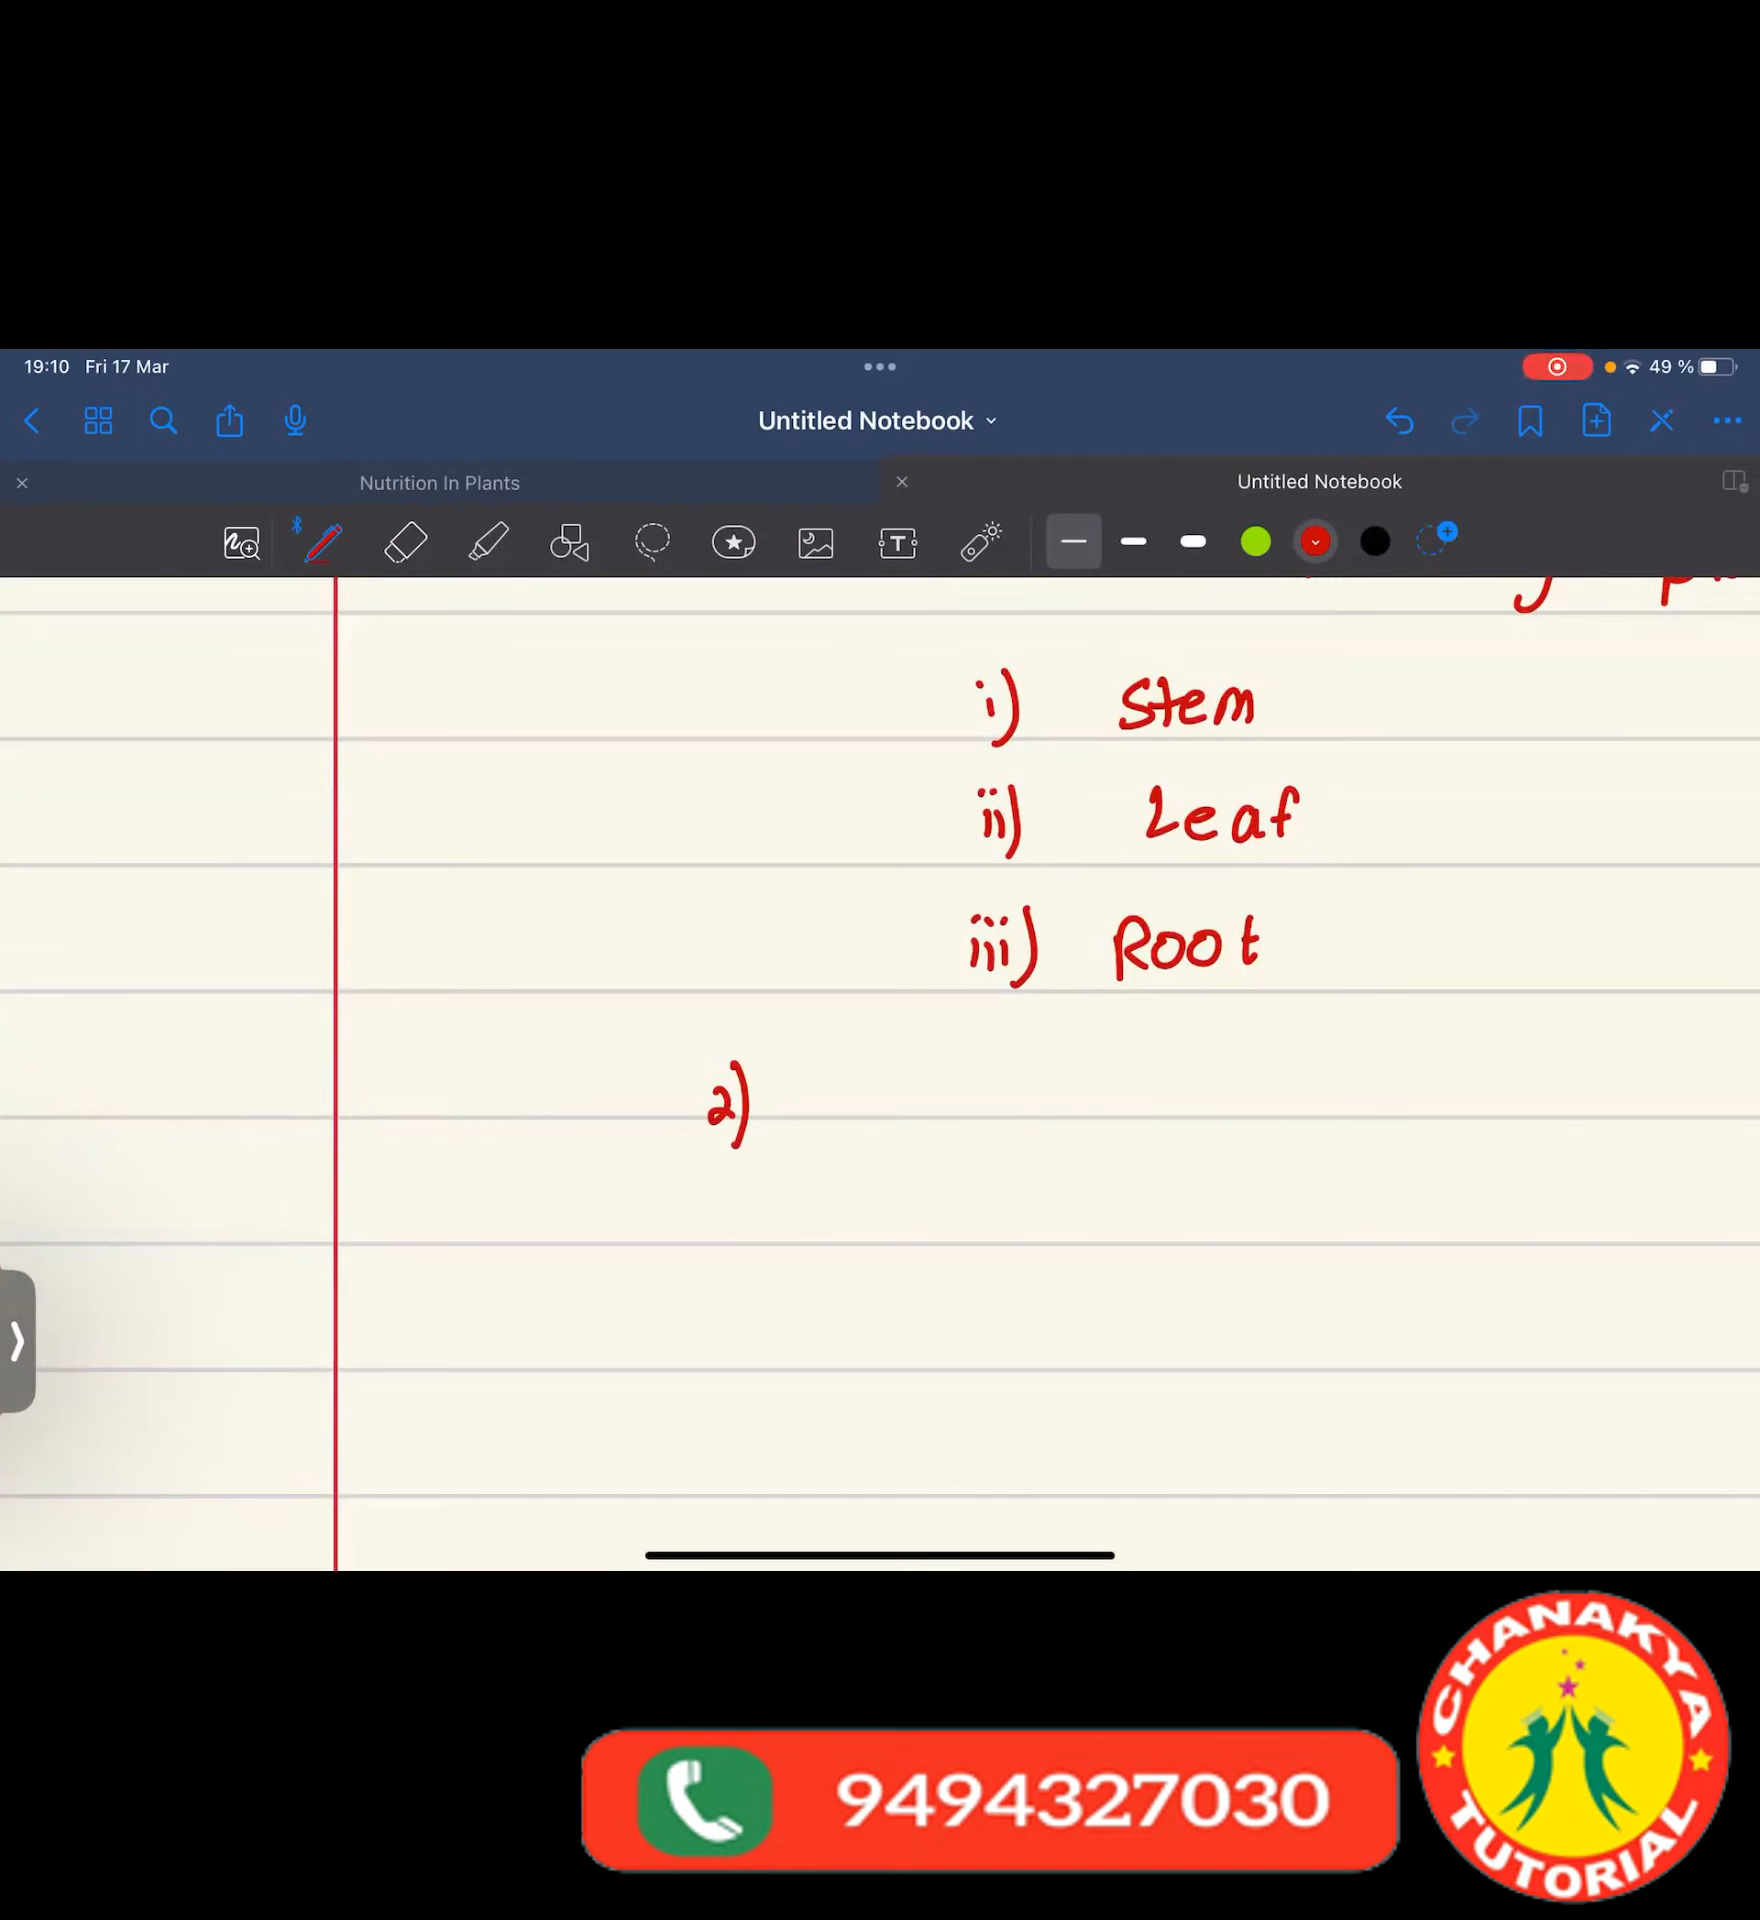 19:10 Fri 17 Mar
49 %
Untitled Notebook
Nutrition In Plants
Untitled Notebook
T
i) Stem
ii) Leaf
iii) Root
2)
9494327030
CHANAKYA
TUTORIAL